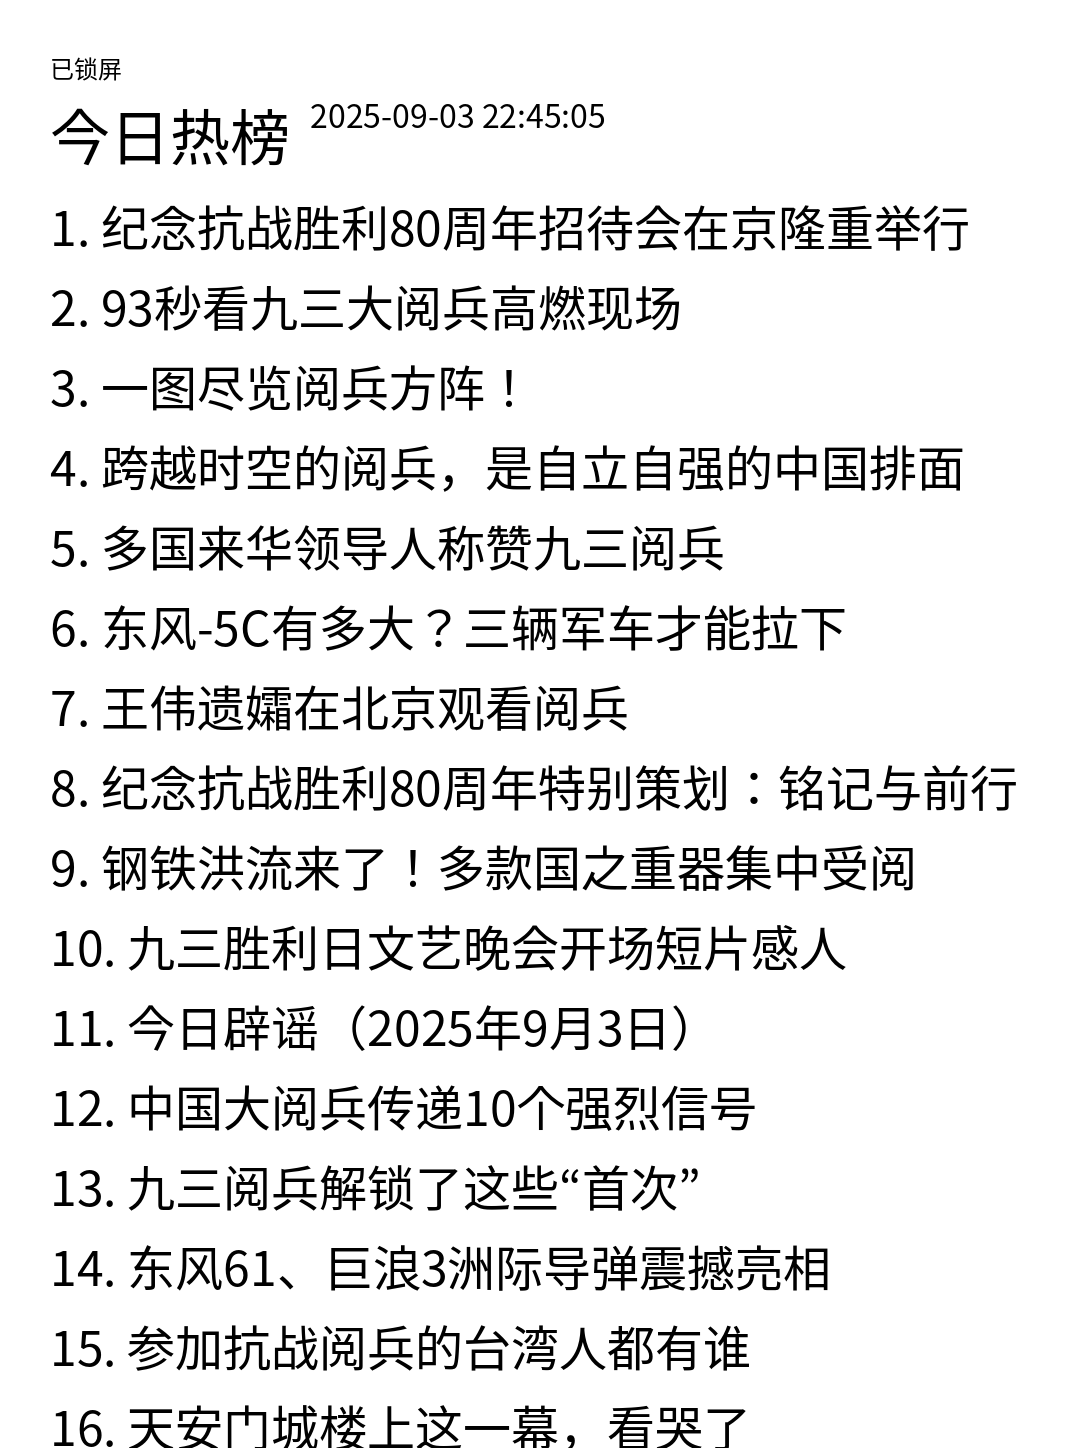 已锁屏
今日热榜 2025-09-03 22:45:05
1. 纪念抗战胜利80周年招待会在京隆重举行
2. 93秒看九三大阅兵高燃现场
3. 一图尽览阅兵方阵！
4. 跨越时空的阅兵，是自立自强的中国排面
5. 多国来华领导人称赞九三阅兵
6. 东风-5C有多大？三辆军车才能拉下
7. 王伟遗孀在北京观看阅兵
8. 纪念抗战胜利80周年特别策划：铭记与前行
9. 钢铁洪流来了！多款国之重器集中受阅
10. 九三胜利日文艺晚会开场短片感人
11. 今日辟谣（2025年9月3日）
12. 中国大阅兵传递10个强烈信号
13. 九三阅兵解锁了这些“首次”
14. 东风61、巨浪3洲际导弹震撼亮相
15. 参加抗战阅兵的台湾人都有谁
16. 天安门城楼上这一幕，看哭了